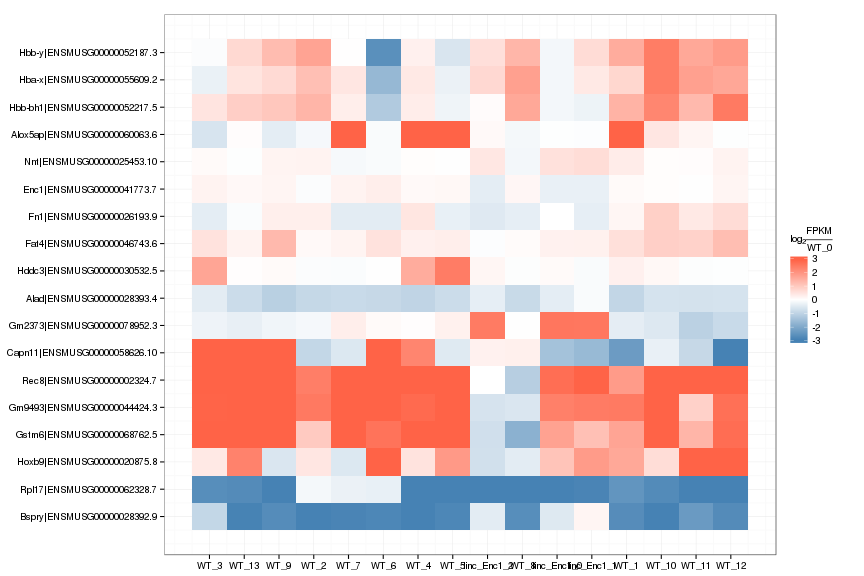 Hbb-y|ENSMUSG00000052187.3
Hba-x|ENSMUSG00000055609.2
Hbb-bh1|ENSMUSG00000052217.5
Alox5ap|ENSMUSG00000060063.6
Nnt|ENSMUSG00000025453.10
Enc1|ENSMUSG00000041773.7
Fn1|ENSMUSG00000026193.9
Fat4|ENSMUSG00000046743.6
Hddc3|ENSMUSG00000030532.5
Alad|ENSMUSG00000028393.4
Gm2373|ENSMUSG00000078952.3
Capn11|ENSMUSG00000058626.10
Rec8|ENSMUSG00000002324.7
Gm9493|ENSMUSG00000044424.3
Gstm6|ENSMUSG00000068762.5
Hoxb9|ENSMUSG00000020875.8
Rpl17|ENSMUSG00000062328.7
Bspry|ENSMUSG00000028392.9
WT_3 WT_13 WT_9 WT_2 WT_7 WT_6 WT_4 WT_5 linc_Enc1_2 WT_8 linc_Enc1_0 linc_Enc1_1 WT_1 WT_10 WT_11 WT_12
log2 FPKM
WT_0
3
2
1
0
-1
-2
-3